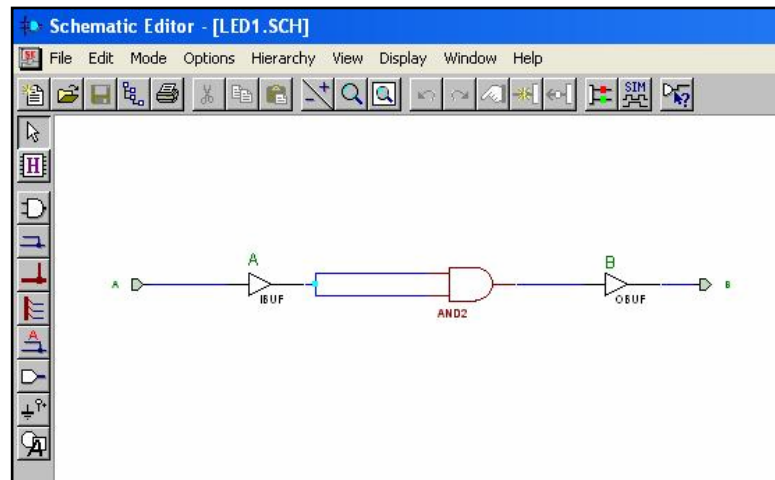 Schematic Editor - [LED1.SCH]
File Edit Mode Options Hierarchy View Display Window Help
SIM
H
A
B
A
B
IBUF
OBUF
AND2
A
A